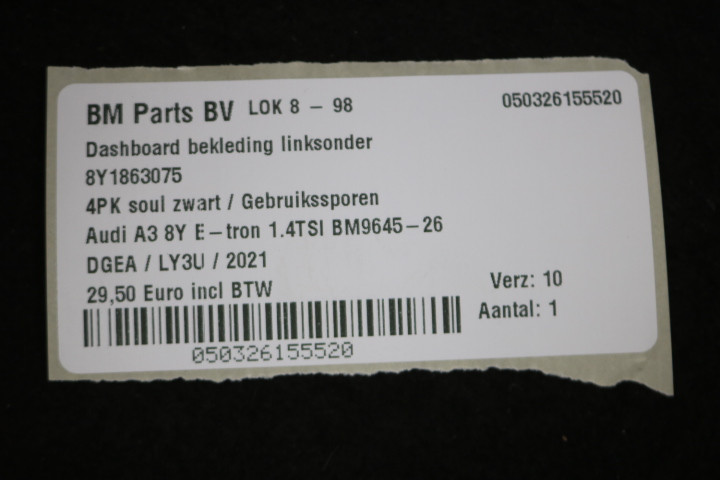 BM Parts BV LOK 8 - 98 050326155520
Dashboard bekleding linksonder
8Y1863075
4PK soul zwart / Gebruikssporen
Audi A3 8Y E-tron 1.4TSI BM9645-26
DGEA / LY3U / 2021
29,50 Euro incl BTW Verz: 10
Aantal: 1
050326155520